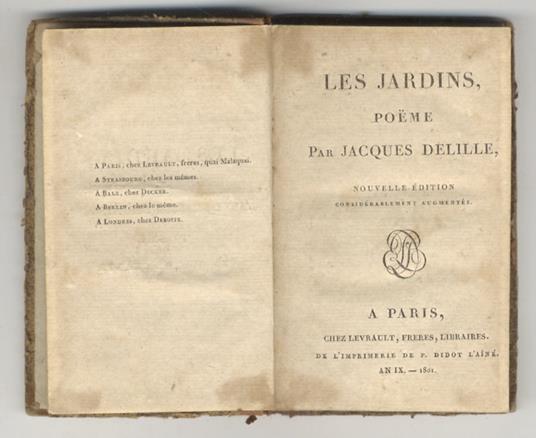 A PARIS, chez LEVRAULT, frères, quai Malaquai.
A STRASBOURG, chez les mêmes.
A BALE, chez DECKER.
A BERLIN, chez le même.
A LONDRES, chez DEBOFFE.
LES JARDINS,
POËME
PAR JACQUES DELILLE,
NOUVELLE ÉDITION
CONSIDÉRABLEMENT AUGMENTÉE.
A PARIS,
CHEZ LEVRAULT, FRERES, LIBRAIRES.
DE L'IMPRIMERIE DE P. DIDOT L'AÎNÉ.
AN IX. — 1801.